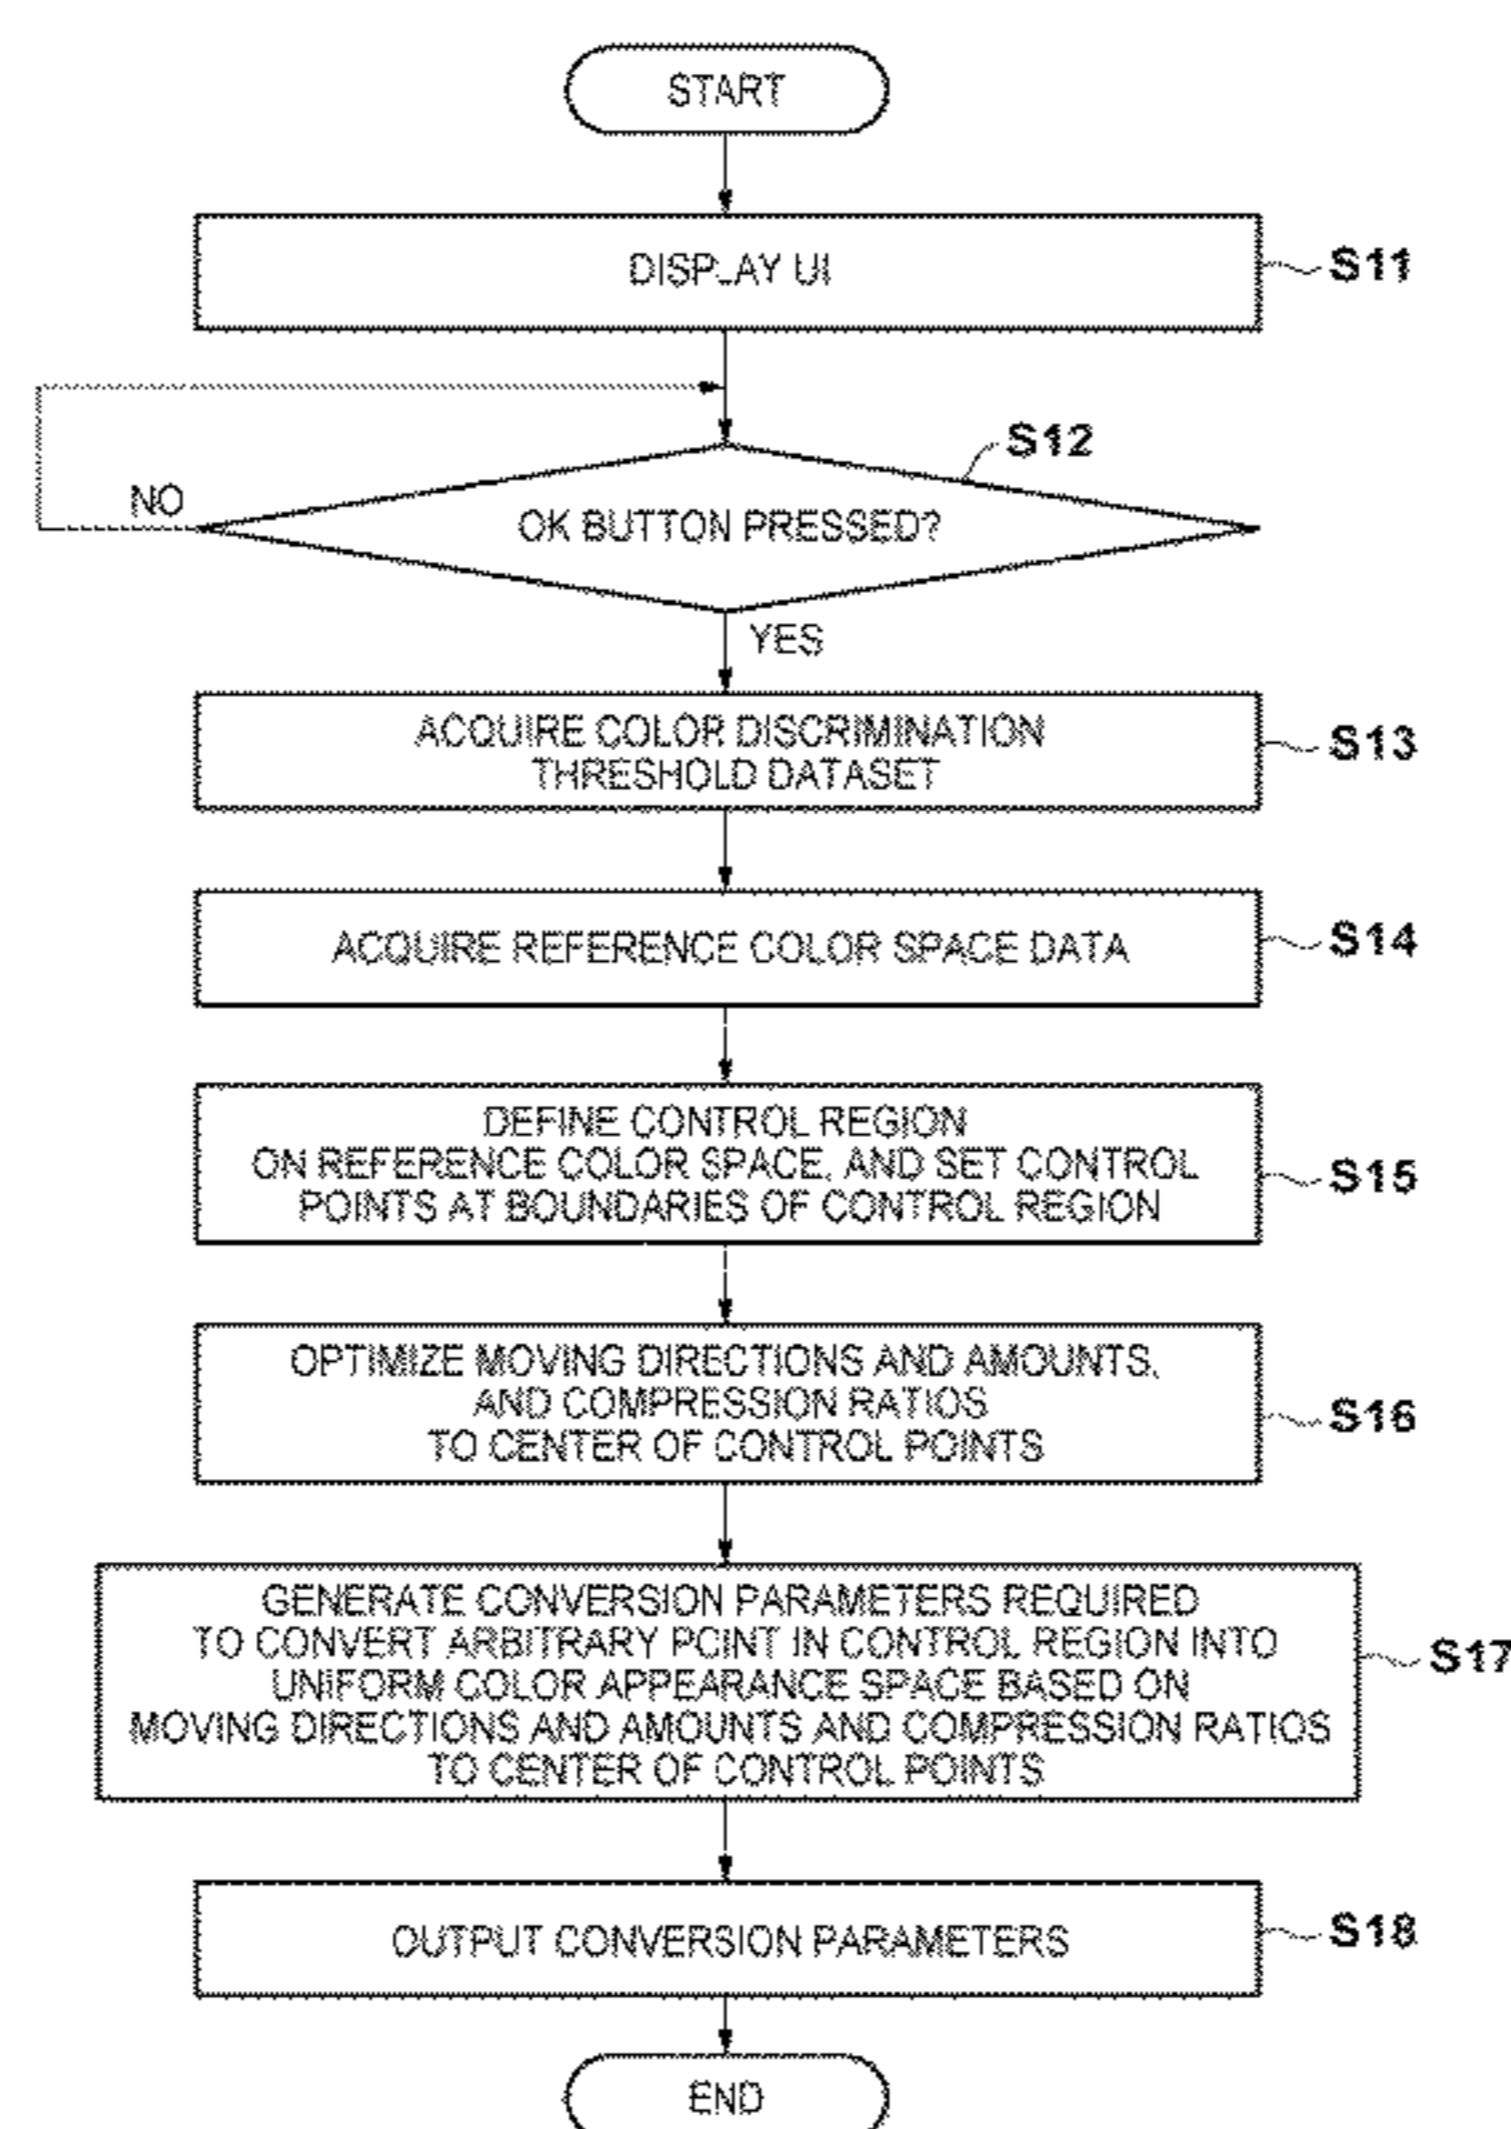 START
DISPLAY UI
S11
S12
NO
OK BUTTON PRESSED?
YES
ACQUIRE COLOR DISCRIMINATION
THRESHOLD DATASET
S13
ACQUIRE REFERENCE COLOR SPACE DATA
S14
DEFINE CONTROL REGION
ON REFERENCE COLOR SPACE, AND SET CONTROL
POINTS AT BOUNDARIES OF CONTROL REGION
S15
OPTIMIZE MOVING DIRECTIONS AND AMOUNTS,
AND COMPRESSION RATIOS
TO CENTER OF CONTROL POINTS
S16
GENERATE CONVERSION PARAMETERS REQUIRED
TO CONVERT ARBITRARY POINT IN CONTROL REGION INTO
UNIFORM COLOR APPEARANCE SPACE BASED ON
MOVING DIRECTIONS AND AMOUNTS AND COMPRESSION RATIOS
TO CENTER OF CONTROL POINTS
S17
OUTPUT CONVERSION PARAMETERS
S18
END